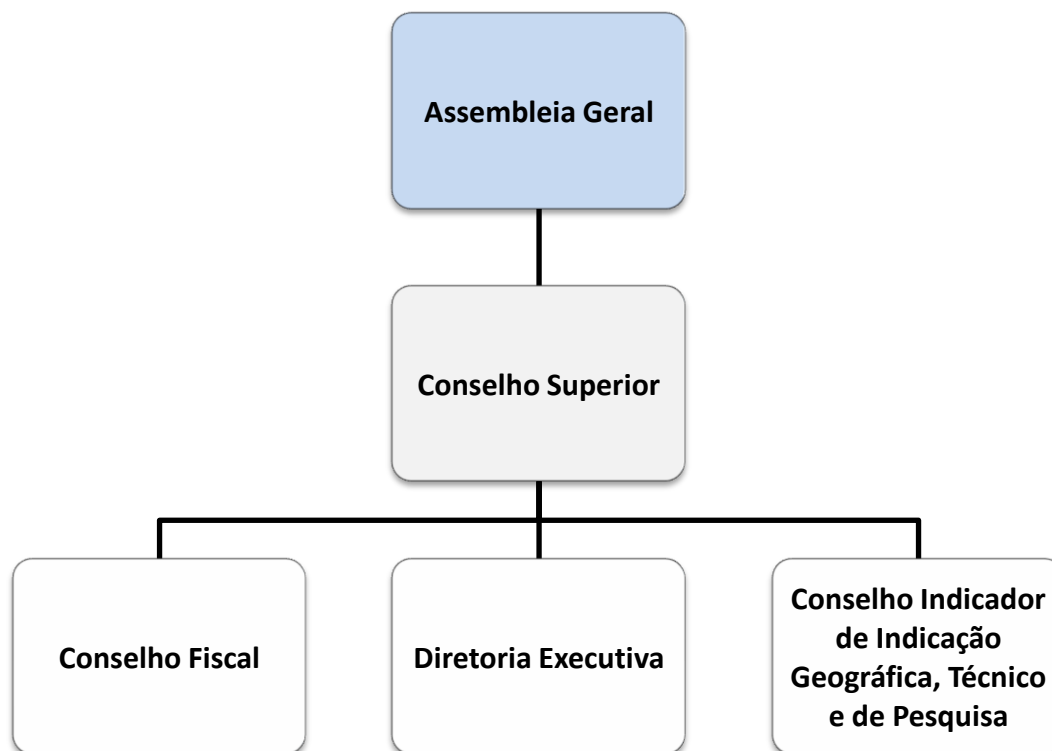 Assembleia Geral
Conselho Superior
Conselho Fiscal
Diretoria Executiva
Conselho Indicador
de Indicação
Geográfica, Técnico
e de Pesquisa